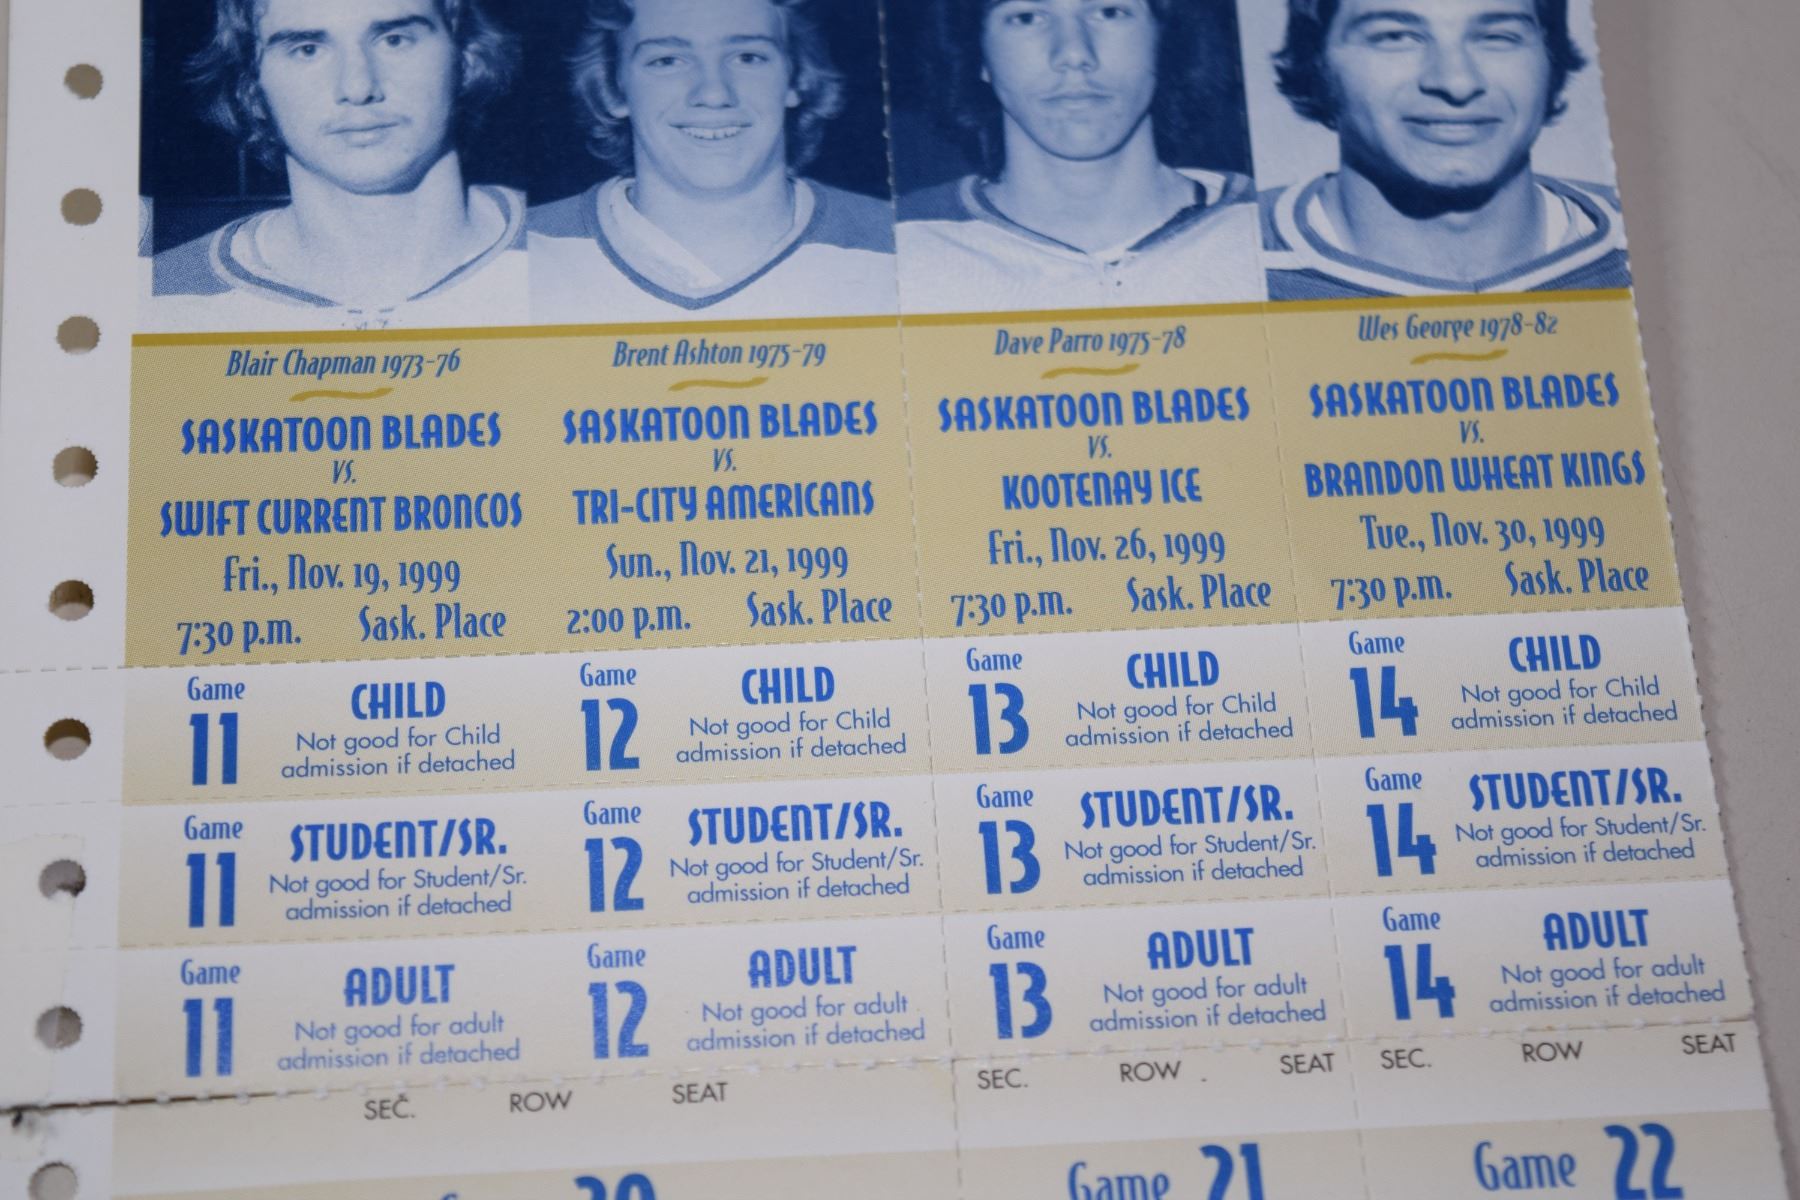 Blair Chapman 1973-76
SASKATOON BLADES
VS.
SWIFT CURRENT BRONCOS
Fri., Nov. 19, 1999
7:30 p.m. Sask. Place
Brent Ashton 1975-79
SASKATOON BLADES
VS.
TRI-CITY AMERICANS
Sun., Nov. 21, 1999
2:00 p.m. Sask. Place
Dave Parro 1975-78
SASKATOON BLADES
VS.
KOOTENAY ICE
Fri., Nov. 26, 1999
7:30 p.m. Sask. Place
Wes George 1978-82
SASKATOON BLADES
VS.
BRANDON WHEAT KINGS
Tue., Nov. 30, 1999
7:30 p.m. Sask. Place
Game
11
CHILD
Not good for Child
admission if detached
Game
12
CHILD
Not good for Child
admission if detached
Game
13
CHILD
Not good for Child
admission if detached
Game
14
CHILD
Not good for Child
admission if detached
Game
11
STUDENT/SR.
Not good for Student/Sr.
admission if detached
Game
12
STUDENT/SR.
Not good for Student/Sr.
admission if detached
Game
13
STUDENT/SR.
Not good for Student/Sr.
admission if detached
Game
14
STUDENT/SR.
Not good for Student/Sr.
admission if detached
Game
11
ADULT
Not good for adult
admission if detached
Game
12
ADULT
Not good for adult
admission if detached
Game
13
ADULT
Not good for adult
admission if detached
Game
14
ADULT
Not good for adult
admission if detached
SEC. ROW SEAT
SEC. ROW SEAT
SEC. ROW SEAT
20
Game 21
Game 22